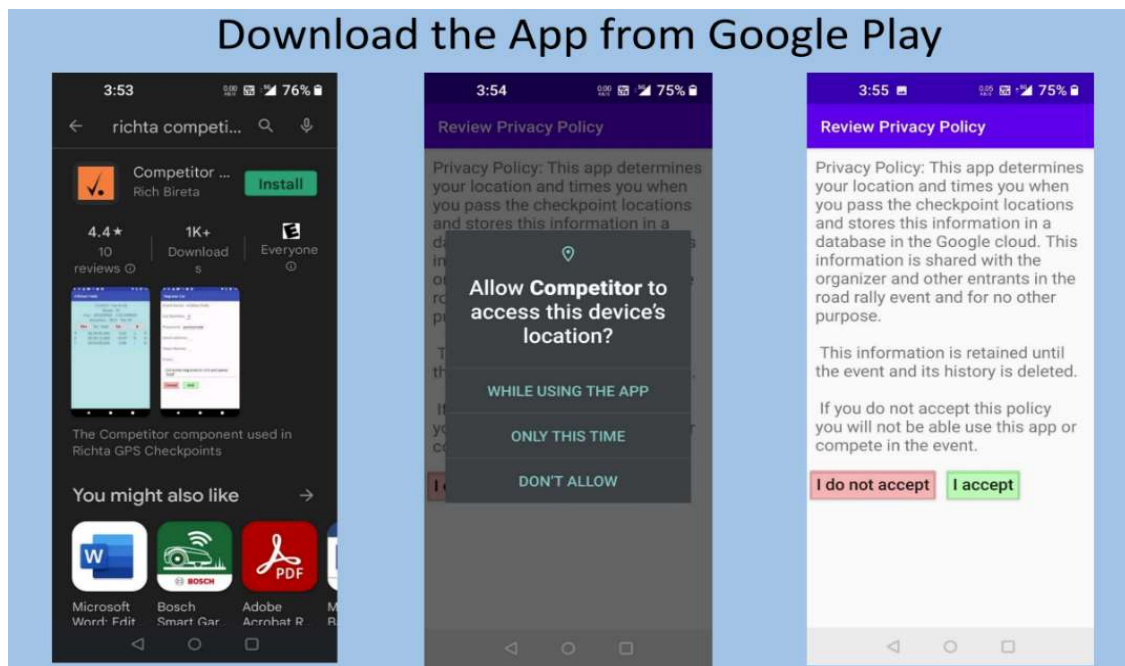 Download the App from Google Play
3:53
76%
richta competi...
Competitor ...
Rich Bireta
Install
4.4★
1K+
10
Download
Everyone
reviews
s
The Competitor component used in
Richta GPS Checkpoints
You might also like
W
BOSCH
PDF
Microsoft
Bosch
Adobe
Word: Edit
Smart Gar
Acrobat R
3:54
75%
Review Privacy Policy
Privacy Policy: This app determines
your location and times you when
you pass the checkpoint locations
and stores this information in a
Allow Competitor to
access this device's
location?
WHILE USING THE APP
ONLY THIS TIME
DON'T ALLOW
3:55
75%
Review Privacy Policy
Privacy Policy: This app determines
your location and times you when
you pass the checkpoint locations
and stores this information in a
database in the Google cloud. This
information is shared with the
organizer and other entrants in the
road rally event and for no other
purpose.
This information is retained until
the event and its history is deleted.
If you do not accept this policy
you will not be able use this app or
compete in the event.
I do not accept
I accept